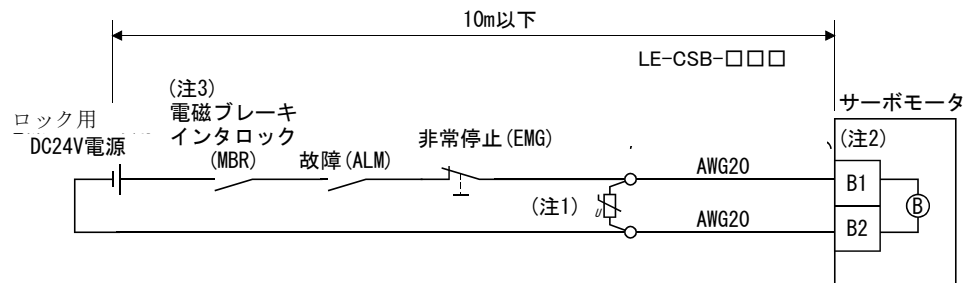 10m以下
LE-CSB-□□□
(注3)
電磁ブレーキ
インタロック
(MBR)
ロック用
DC24V電源
故障(ALM)
非常停止(EMG)
サーボモータ
(注2)
AWG20
B1
(注1)
U
B
AWG20
B2